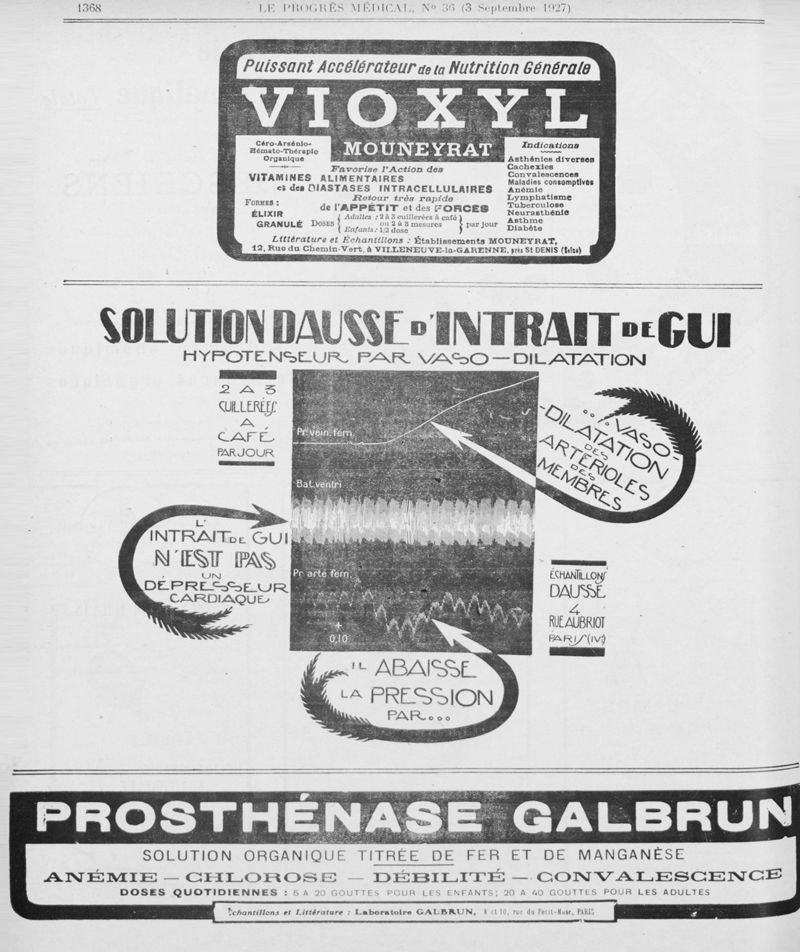 1368
LE PROGRÈS MÉDICAL, No 36 (3 Septembre 1927)
Puissant Accélérateur de la Nutrition Générale
VIOXYL
MOUNEYRAT
Céro-Arsénio-
Hémato-Thérapie
Organique
Favorise l'Action des
VITAMINES ALIMENTAIRES
et des DIASTASES INTRACELLULAIRES
Retour très rapide
de l'APPÉTIT et des FORCES
FORMES :
ÉLIXIR
GRANULÉ
DOSES
Adultes : 2 à 3 cuillerées à café
ou 2 à 3 mesures
Enfants : 1/2 dose
par jour
Indications
Asthénies diverses
Cachexies
Convalescences
Maladies consomptives
Anémie
Lymphatisme
Tuberculose
Neurasthénie
Asthme
Diabète
Littérature et Échantillons : Établissements MOUNEYRAT,
12, Rue du Chemin-Vert, à VILLENEUVE-la-GARENNE, près St DENIS (Seine)
SOLUTION DAUSSE D'INTRAIT DE GUI
HYPOTENSEUR PAR VASO-DILATATION
2 A 3
CUILLERÉES
A
CAFÉ
PAR JOUR
Pr vein. fem.
Bat. ventri
Pr arté fem.
+
0,10
...VASO-
-DILATATION
DES
ARTÉRIOLES
DES
MEMBRES
L'
INTRAIT DE GUI
N'EST PAS
UN
DÉPRESSEUR
CARDIAQUE
ÉCHANTILLONS
DAUSSE
4
RUE AUBRIOT
PARIS (IVe)
IL ABAISSE
LA PRESSION
PAR...
PROSTHÉNASE GALBRUN
SOLUTION ORGANIQUE TITRÉE DE FER ET DE MANGANÈSE
ANÉMIE — CHLOROSE — DÉBILITÉ — CONVALESCENCE
DOSES QUOTIDIENNES : 5 A 20 GOUTTES POUR LES ENFANTS; 20 A 40 GOUTTES POUR LES ADULTES
Échantillons et Littérature : Laboratoire GALBRUN, 8 et 10, rue du Petit-Musc, PARIS